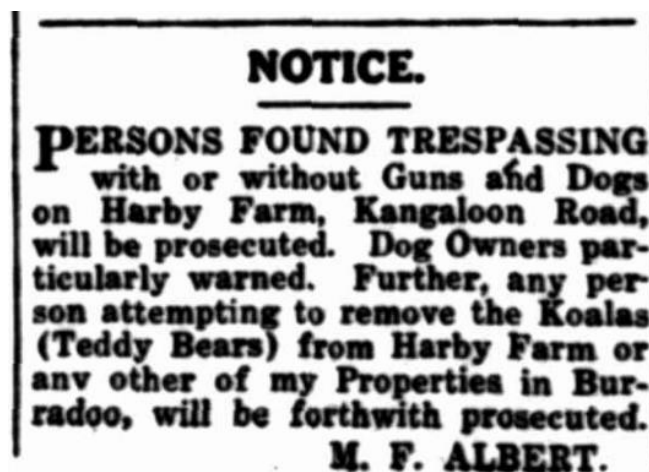 NOTICE.
PERSONS FOUND TRESPASSING
with or without Guns and Dogs
on Harby Farm, Kangaloon Road,
will be prosecuted. Dog Owners par-
ticularly warned. Further, any per-
son attempting to remove the Koalas
(Teddy Bears) from Harby Farm or
any other of my Properties in Bur-
radoo, will be forthwith prosecuted.
M. F. ALBERT.